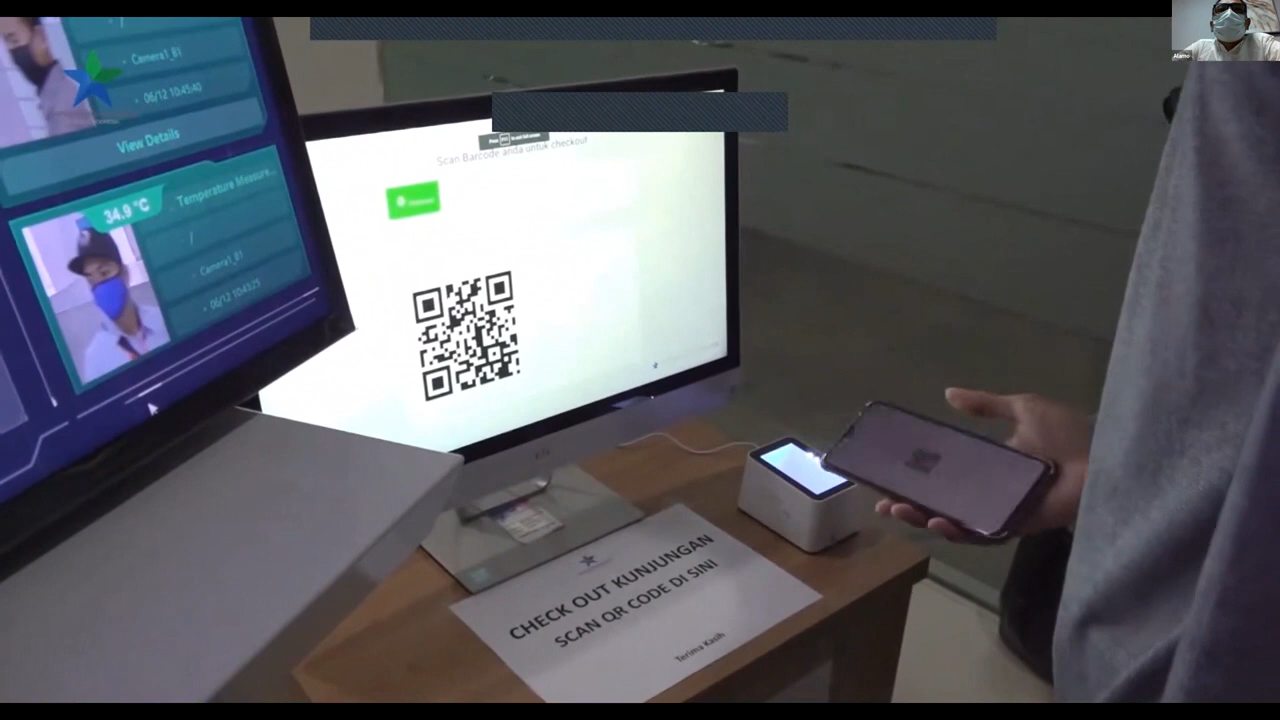 Alamo
/
Camera1_B1
06/12 10:45:40
View Details
34.9 °C
Temperature Measure...
/
Camera1_B1
06/12 10:43:25
Scan Barcode anda untuk checkout
CHECK OUT KUNJUNGAN
SCAN QR CODE DI SINI
Terima Kasih